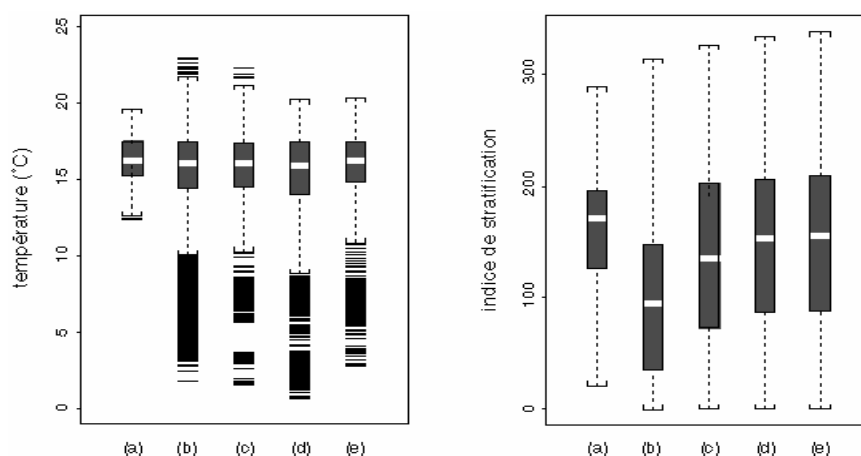 température (°C)
25
20
15
10
5
0
(a) (b) (c) (d) (e)
indice de stratification
300
200
100
0
(a) (b) (c) (d) (e)